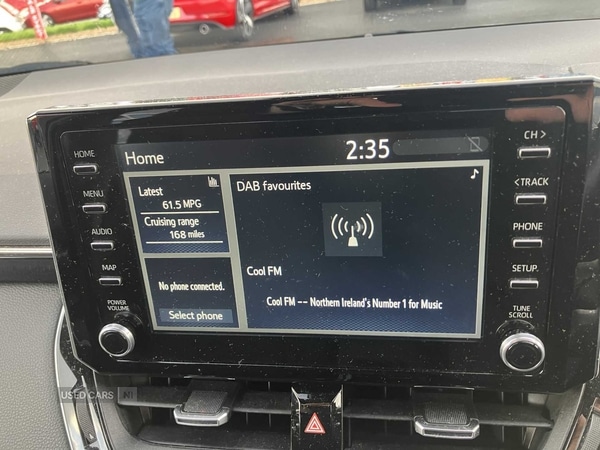 HOME
MENU
AUDIO
MAP
POWER
VOLUME
Home
2:35
Latest
61.5 MPG
Cruising range
168 miles
No phone connected.
Select phone
DAB favourites
Cool FM
Cool FM -- Northern Ireland's Number 1 for Music
CH >
< TRACK
PHONE
SETUP
TUNE
SCROLL
USED CARS NI